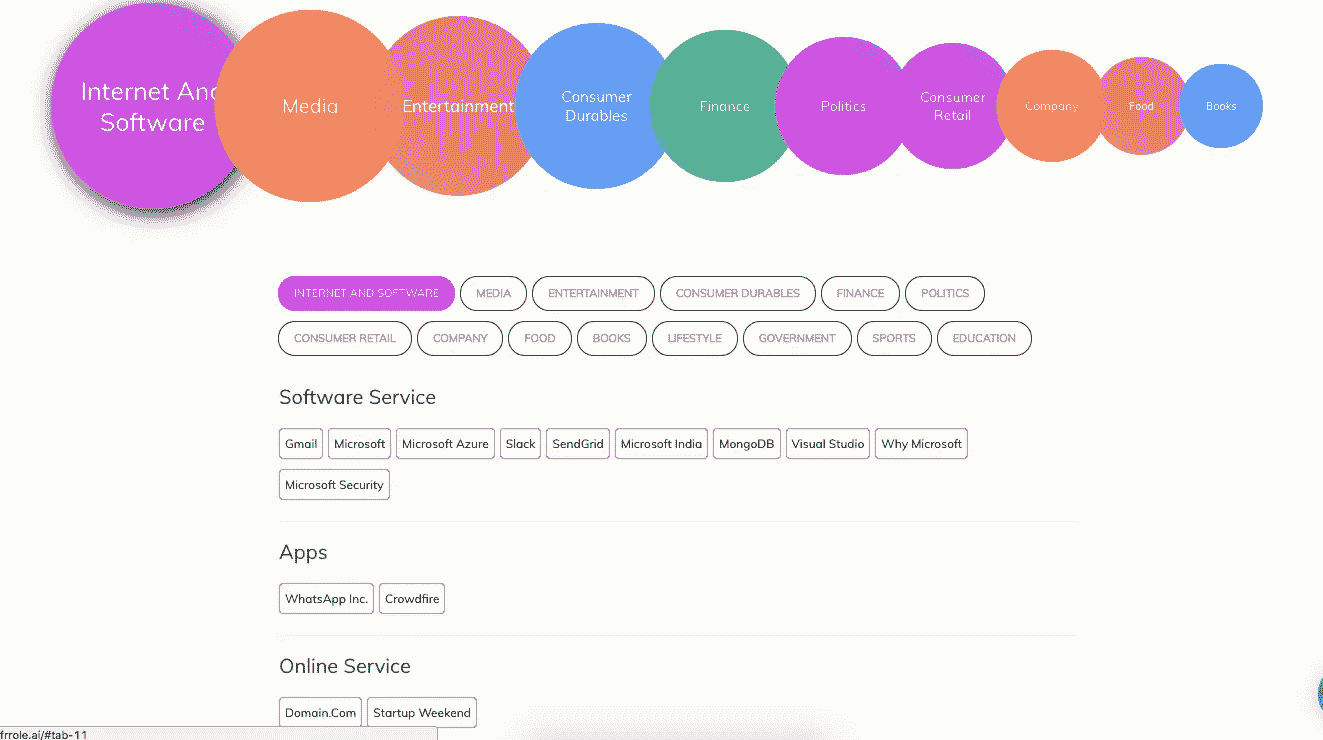 Internet And
Software
Media
Entertainment
Consumer
Durables
Finance
Politics
Consumer
Retail
Company
Food
Books
INTERNET AND SOFTWARE MEDIA ENTERTAINMENT CONSUMER DURABLES FINANCE POLITICS
CONSUMER RETAIL COMPANY FOOD BOOKS LIFESTYLE GOVERNMENT SPORTS EDUCATION
Software Service
Gmail Microsoft Microsoft Azure Slack SendGrid Microsoft India MongoDB Visual Studio Why Microsoft
Microsoft Security
Apps
WhatsApp Inc. Crowdfire
Online Service
Domain.Com Startup Weekend
frrole.ai/#tab-11